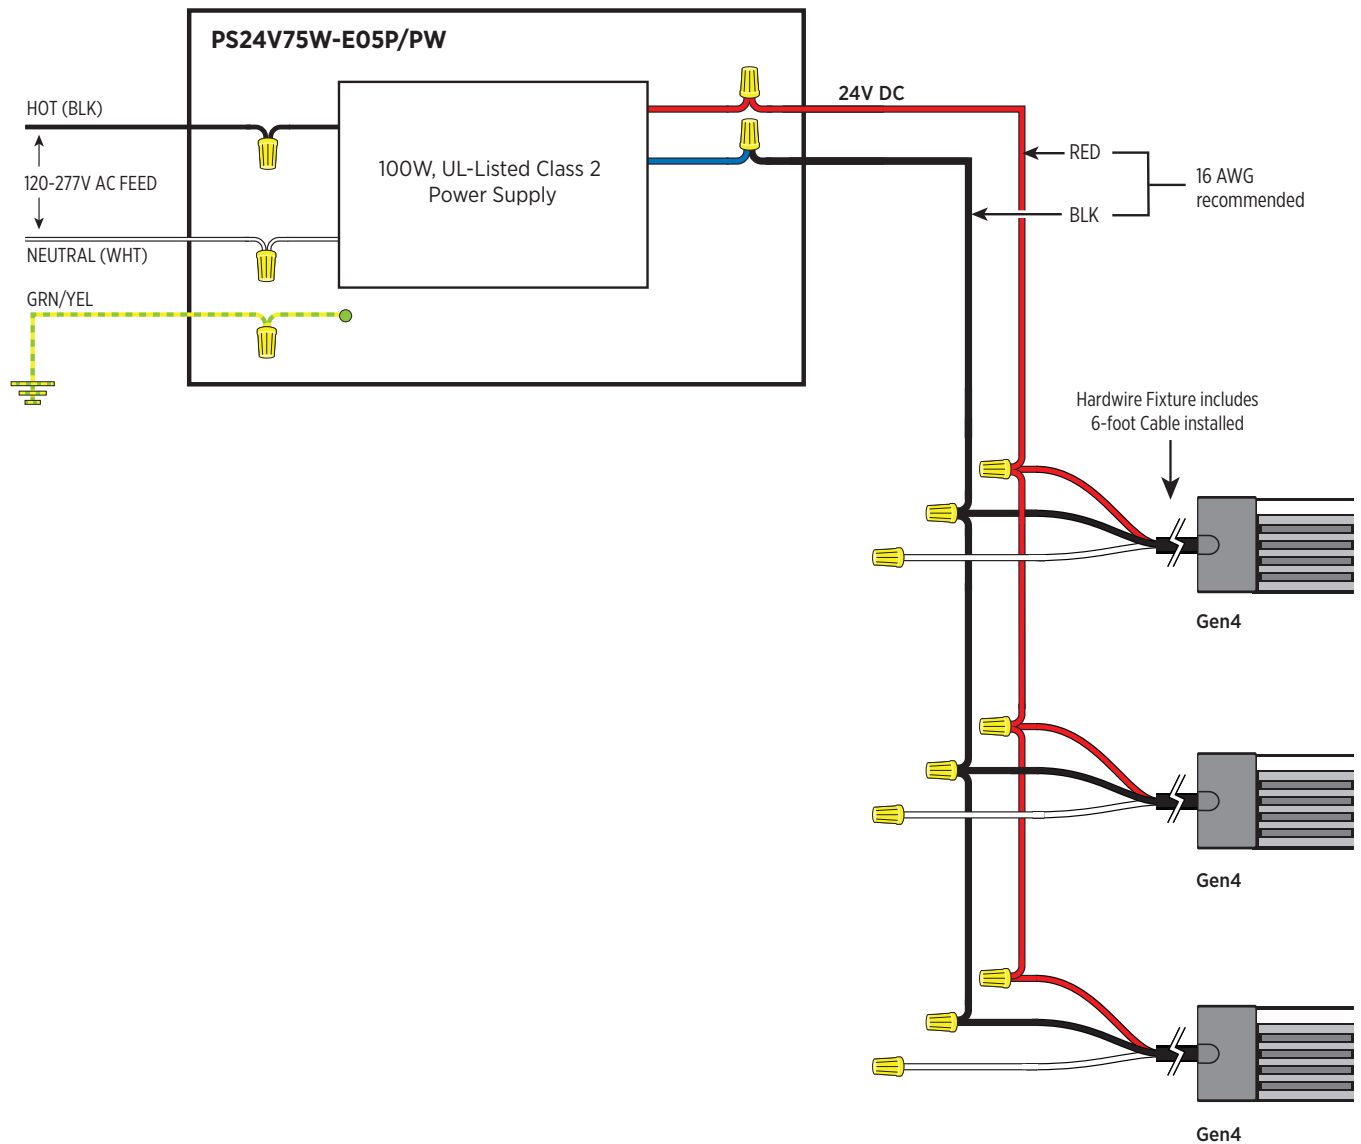 PS24V75W-E05P/PW
HOT (BLK)
24V DC
120-277V AC FEED
100W, UL-Listed Class 2
Power Supply
RED
BLK
16 AWG
recommended
NEUTRAL (WHT)
GRN/YEL
Hardwire Fixture includes
6-foot Cable installed
Gen4
Gen4
Gen4